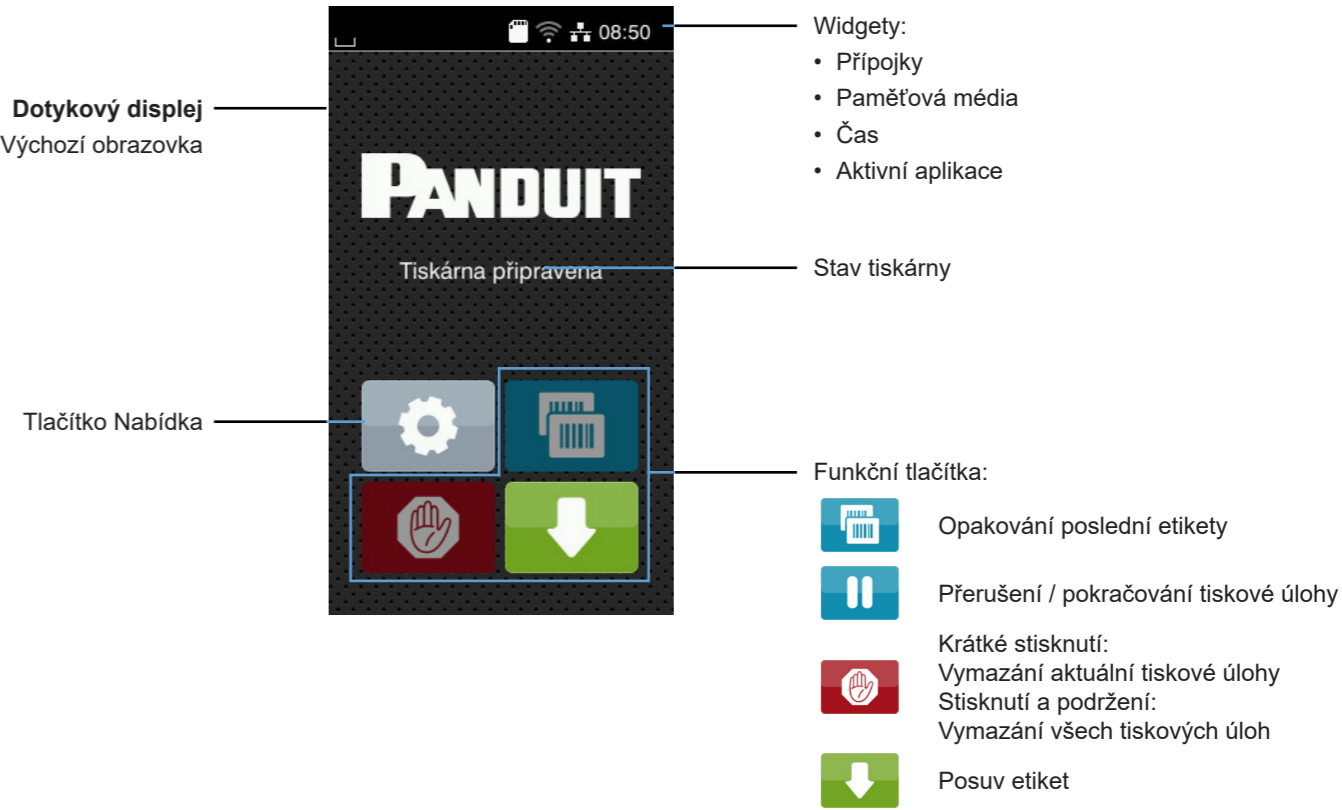 08:50
Dotykový displej
Výchozí obrazovka
PANDUIT
Tiskárna připravena
Tlačítko Nabídka
Widgety:
• Přípojky
• Paměťová média
• Čas
• Aktivní aplikace
Stav tiskárny
Funkční tlačítka:
Opakování poslední etikety
Přerušení / pokračování tiskové úlohy
Krátké stisknutí:
Vymazání aktuální tiskové úlohy
Stisknutí a podržení:
Vymazání všech tiskových úloh
Posuv etiket